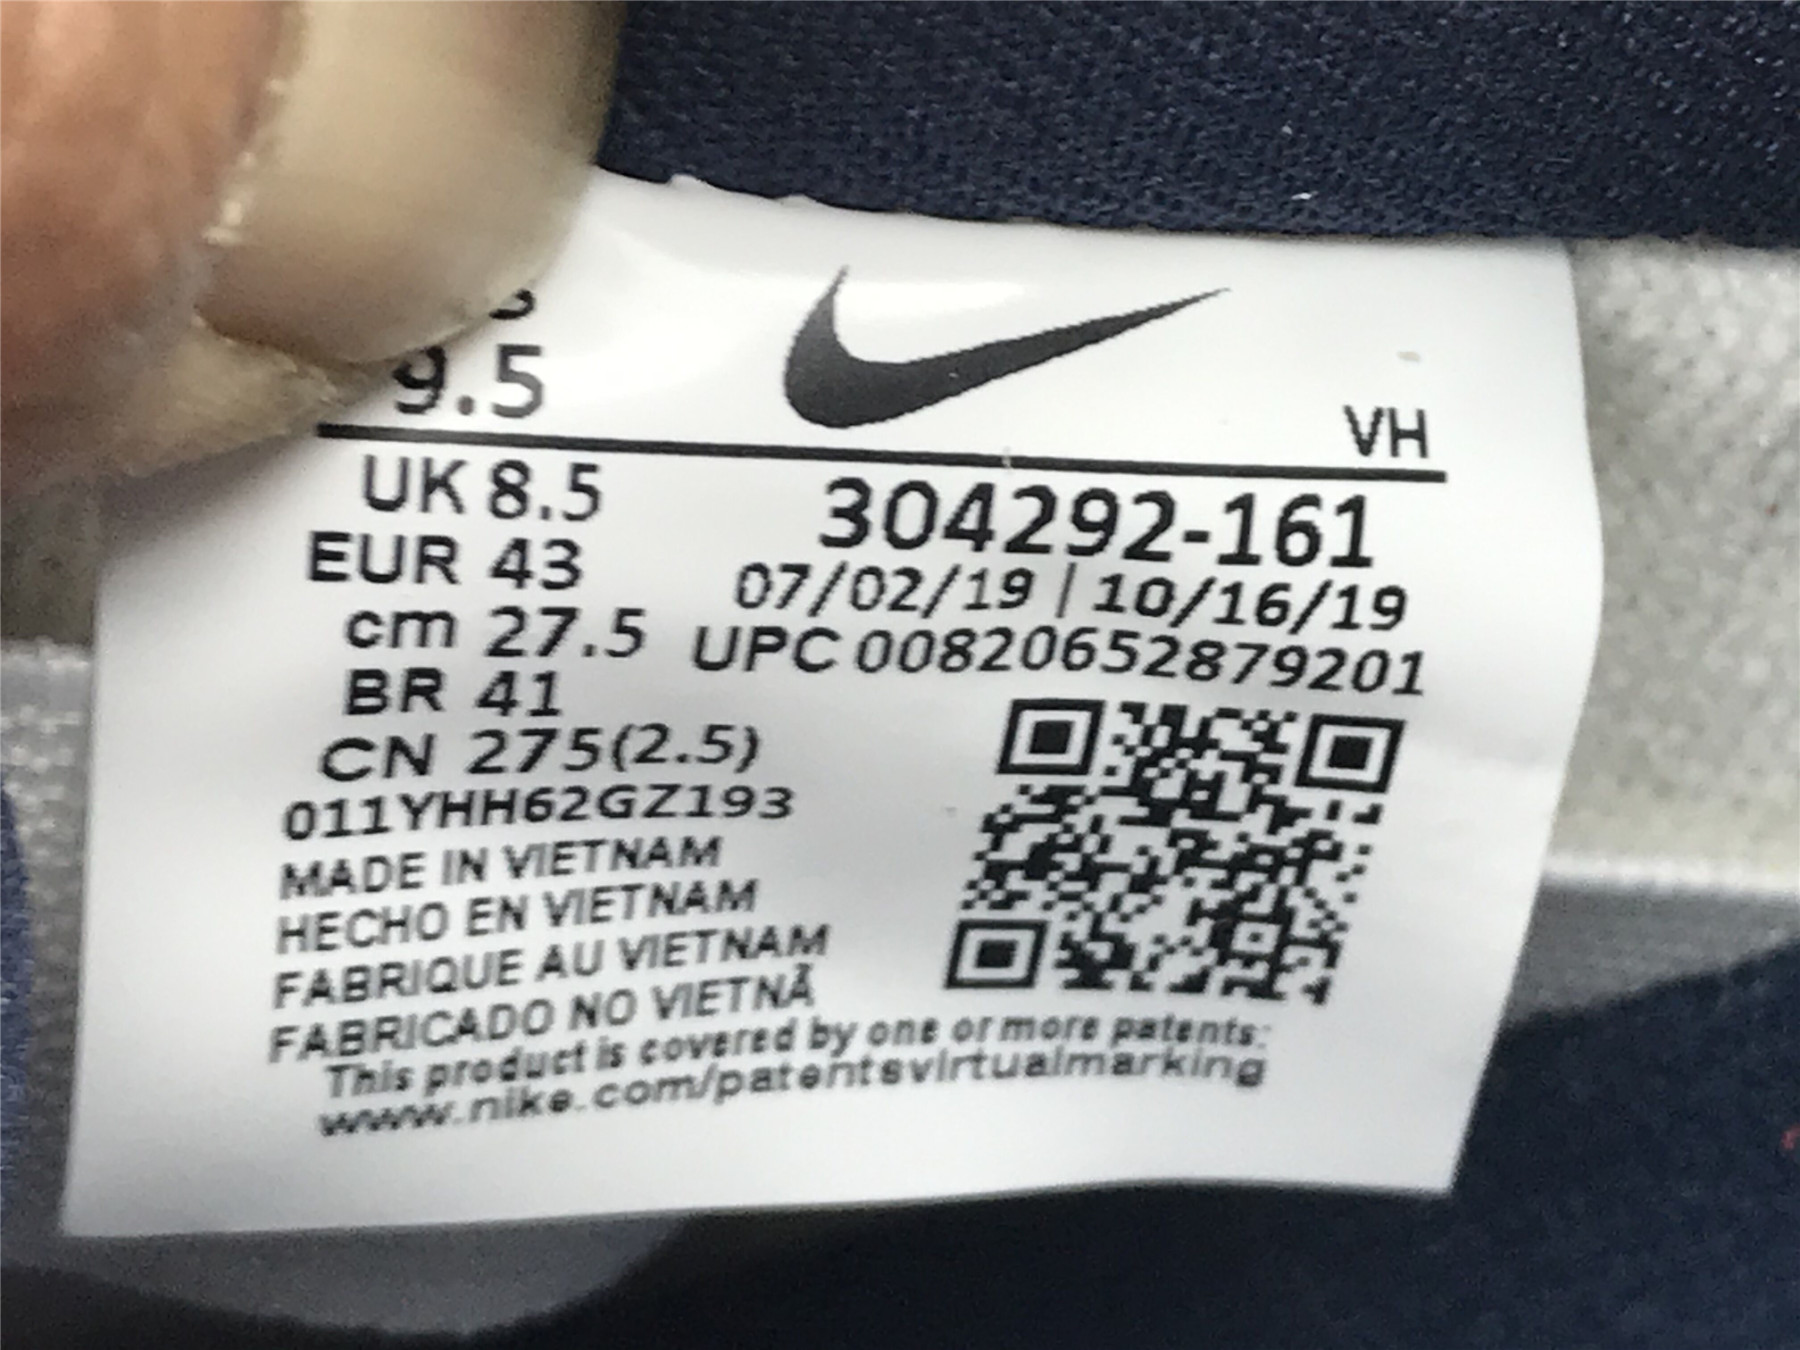 9.5
VH
UK 8.5
304292-161
EUR 43
07/02/19 | 10/16/19
cm 27.5
UPC 00820652879201
BR 41
CN 275(2.5)
011YHH62GZ193
MADE IN VIETNAM
HECHO EN VIETNAM
FABRIQUE AU VIETNAM
FABRICADO NO VIETNÃ
This product is covered by one or more patents:
www.nike.com/patentsvirtualmarking